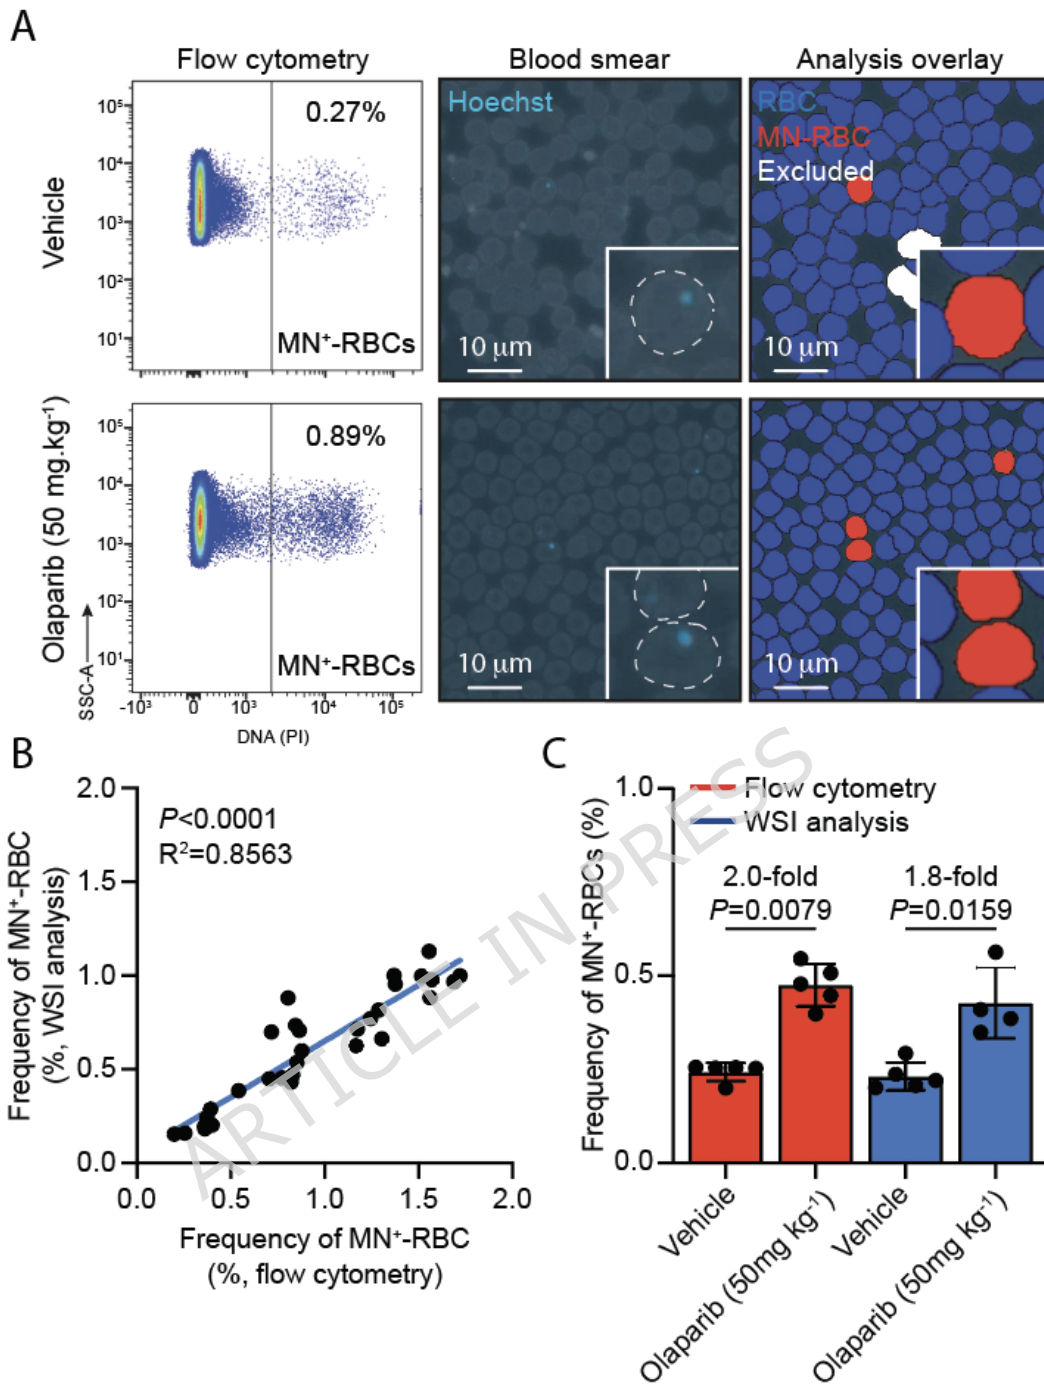 A
Flow cytometry
Blood smear
Analysis overlay
Vehicle
10⁵
10⁴
10³
10²
10¹
0.27%
MN⁺-RBCs
Hoechst
10 µm
RBC
MN-RBC
Excluded
10 µm
Olaparib (50 mg.kg⁻¹)
10⁵
10⁴
10³
10²
10¹
0.89%
MN⁺-RBCs
10 µm
10 µm
SSC-A
-10³ 0 10³ 10⁴ 10⁵
DNA (PI)
B
2.0
1.5
1.0
0.5
0.0
P<0.0001
R²=0.8563
Frequency of MN⁺-RBC
(%, WSI analysis)
0.0 0.5 1.0 1.5 2.0
Frequency of MN⁺-RBC
(%, flow cytometry)
C
1.0
0.5
0.0
Frequency of MN⁺-RBCs (%)
Flow cytometry
WSI analysis
2.0-fold
P=0.0079
1.8-fold
P=0.0159
Vehicle
Olaparib (50mg kg⁻¹)
Vehicle
Olaparib (50mg kg⁻¹)
ARTICLE IN PRESS